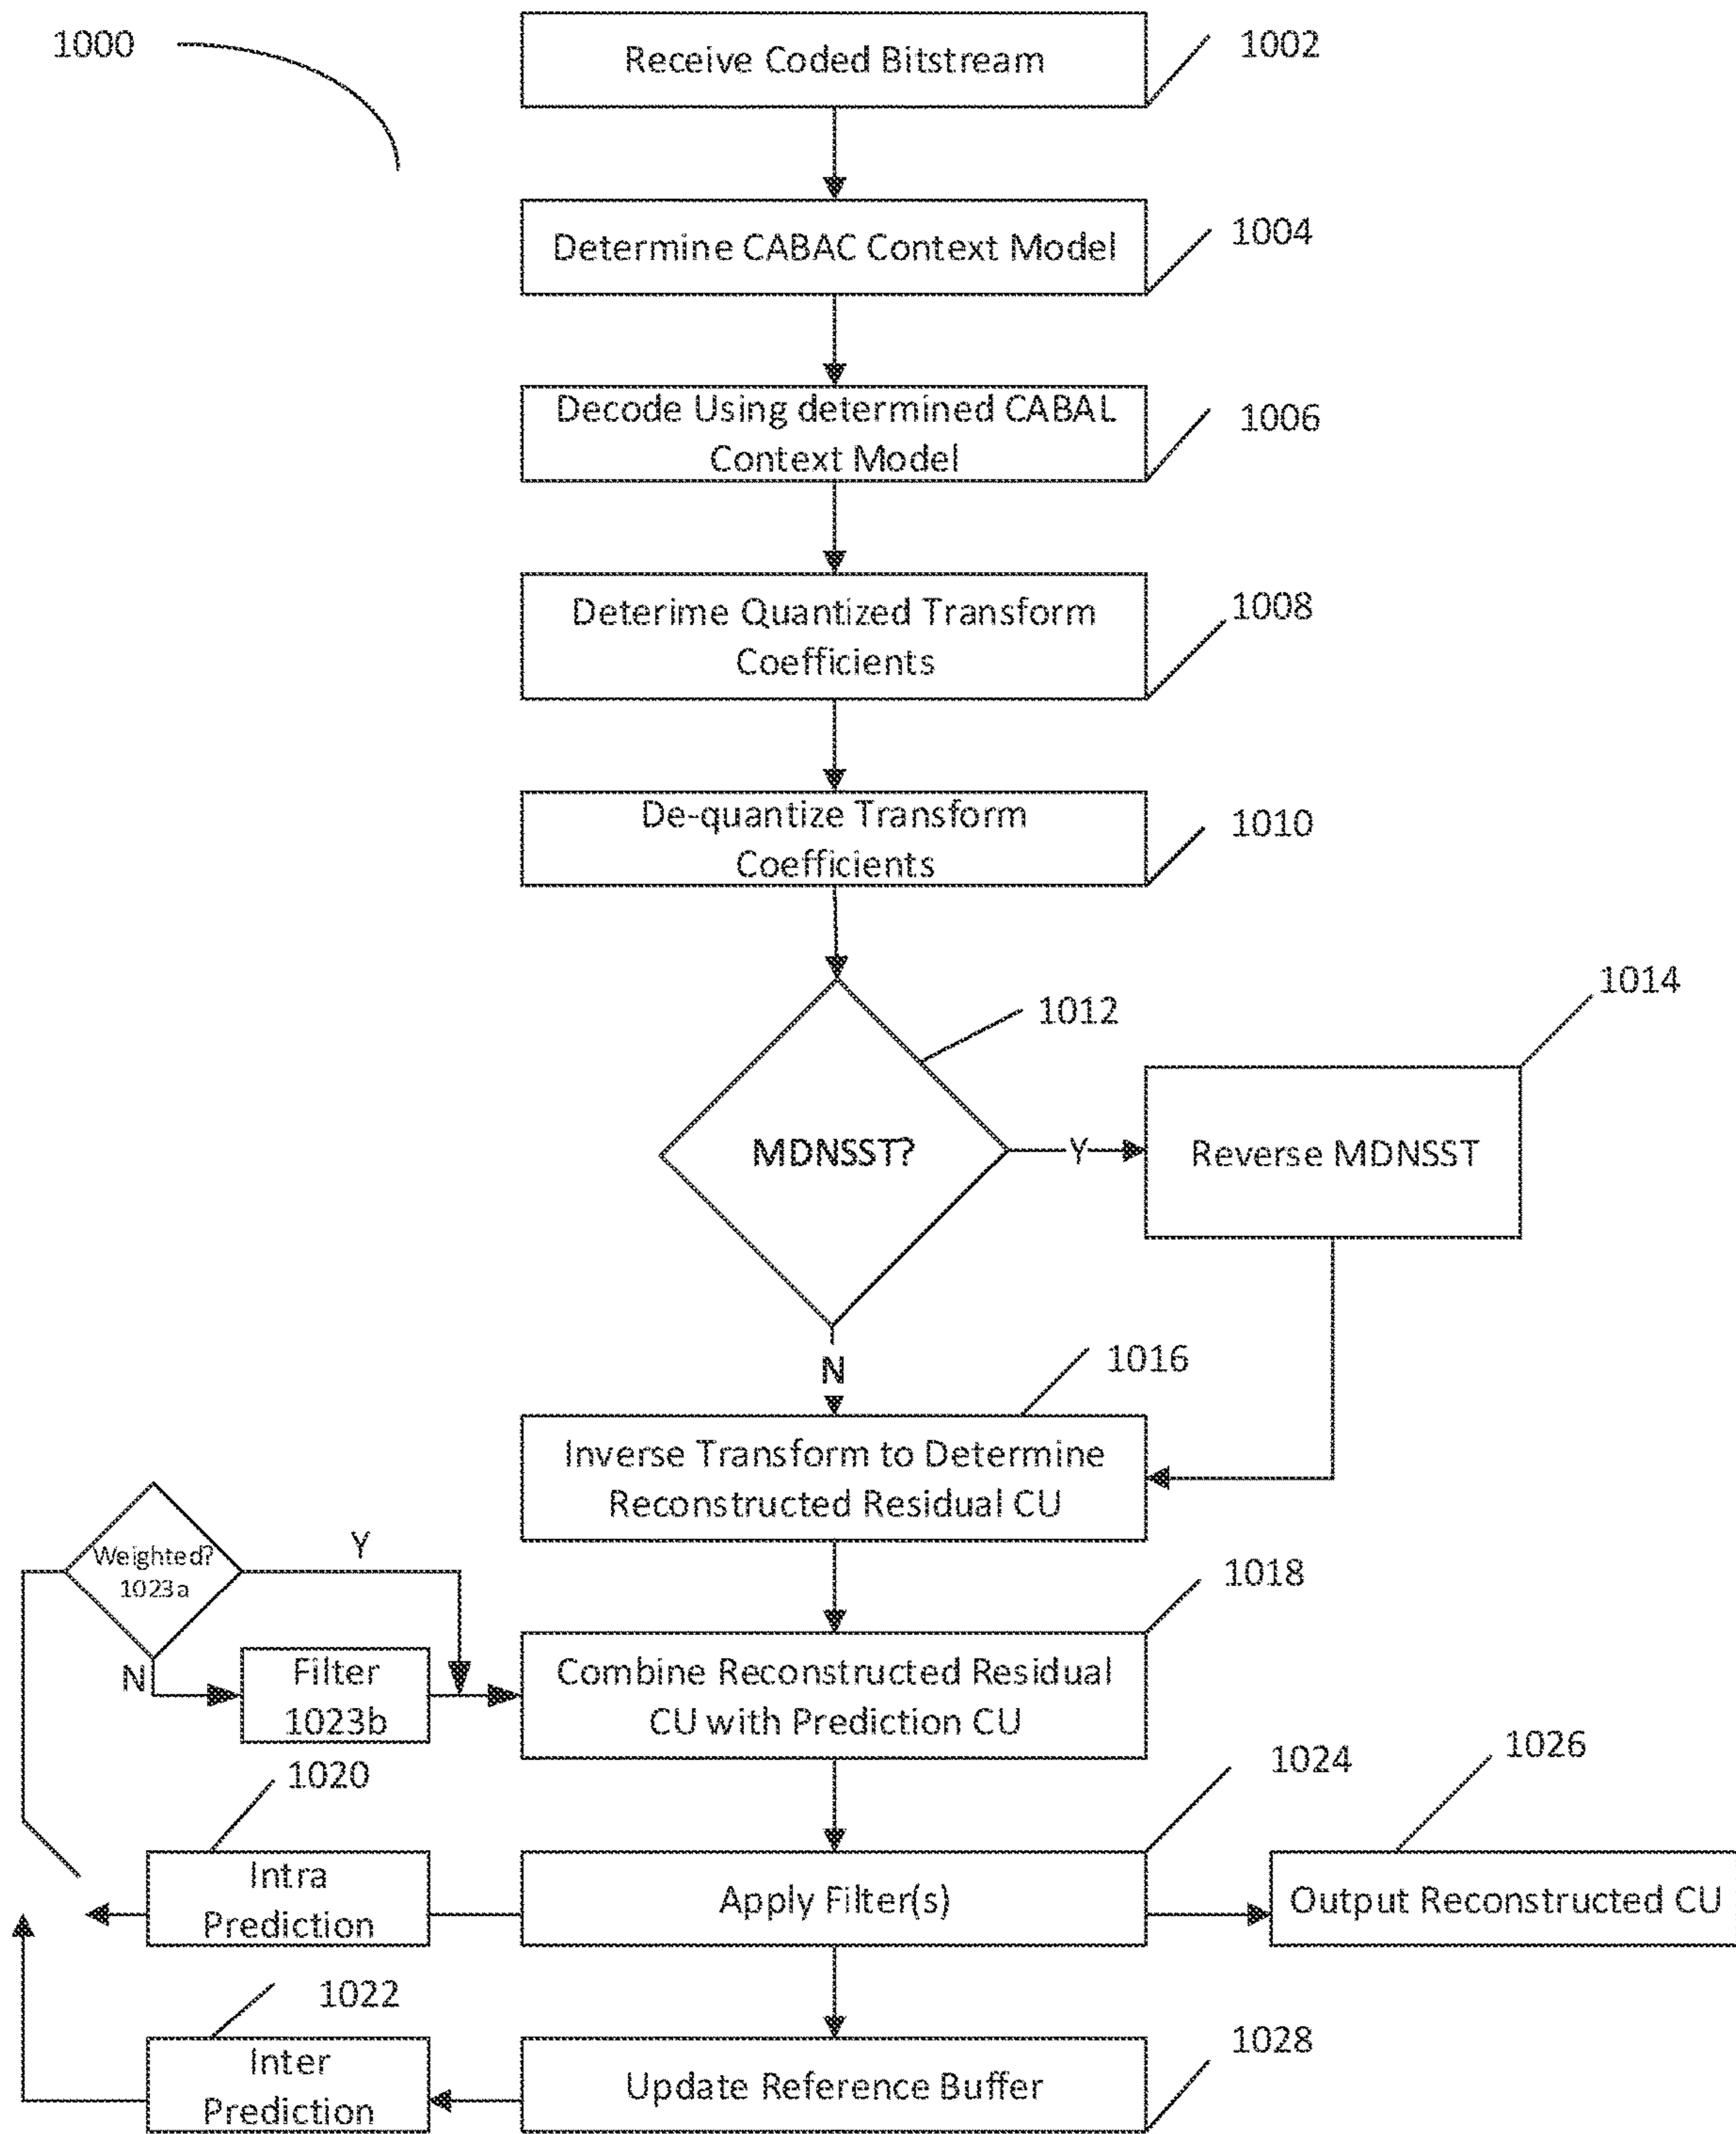 1000
Receive Coded Bitstream
1002
Determine CABAC Context Model
1004
Decode Using determined CABAL
Context Model
1006
Deterime Quantized Transform
Coefficients
1008
De-quantize Transform
Coefficients
1010
1012
MDNSST?
Y
1014
Reverse MDNSST
N
1016
Inverse Transform to Determine
Reconstructed Residual CU
Weighted?
1023a
Y
N
Filter
1023b
1018
Combine Reconstructed Residual
CU with Prediction CU
1020
Intra
Prediction
1024
Apply Filter(s)
1026
Output Reconstructed CU
1022
Inter
Prediction
Update Reference Buffer
1028